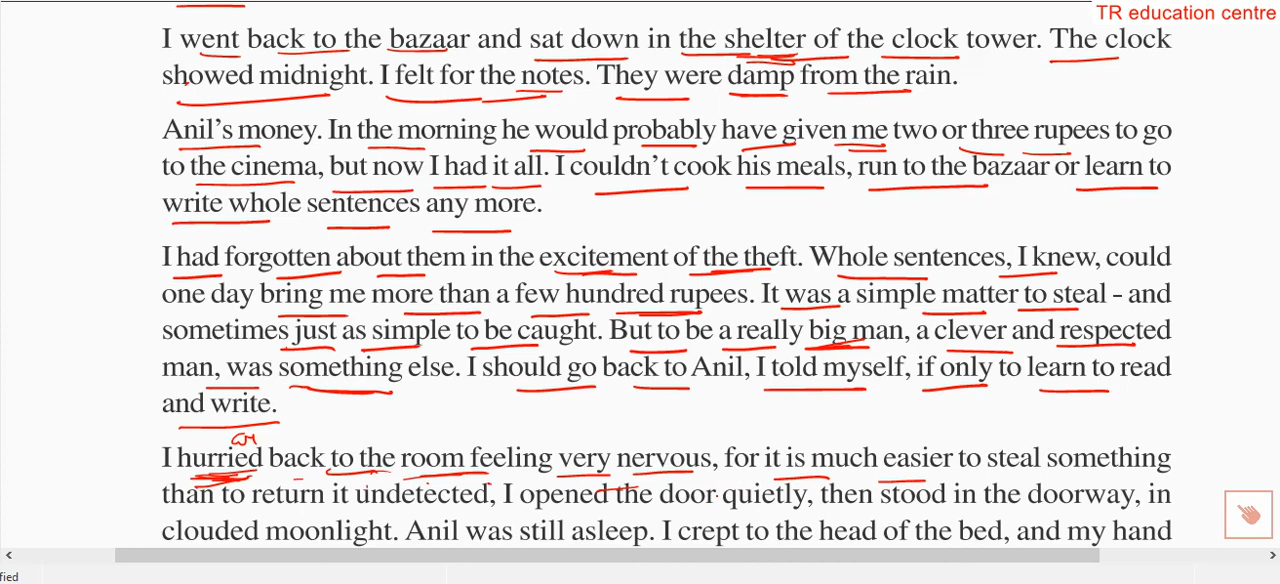 TR education centre
I went back to the bazaar and sat down in the shelter of the clock tower. The clock
showed midnight. I felt for the notes. They were damp from the rain.
Anil's money. In the morning he would probably have given me two or three rupees to go
to the cinema, but now I had it all. I couldn't cook his meals, run to the bazaar or learn to
write whole sentences any more.
I had forgotten about them in the excitement of the theft. Whole sentences, I knew, could
one day bring me more than a few hundred rupees. It was a simple matter to steal - and
sometimes just as simple to be caught. But to be a really big man, a clever and respected
man, was something else. I should go back to Anil, I told myself, if only to learn to read
and write.
I hurried back to the room feeling very nervous, for it is much easier to steal something
than to return it undetected, I opened the door quietly, then stood in the doorway, in
clouded moonlight. Anil was still asleep. I crept to the head of the bed, and my hand
fied